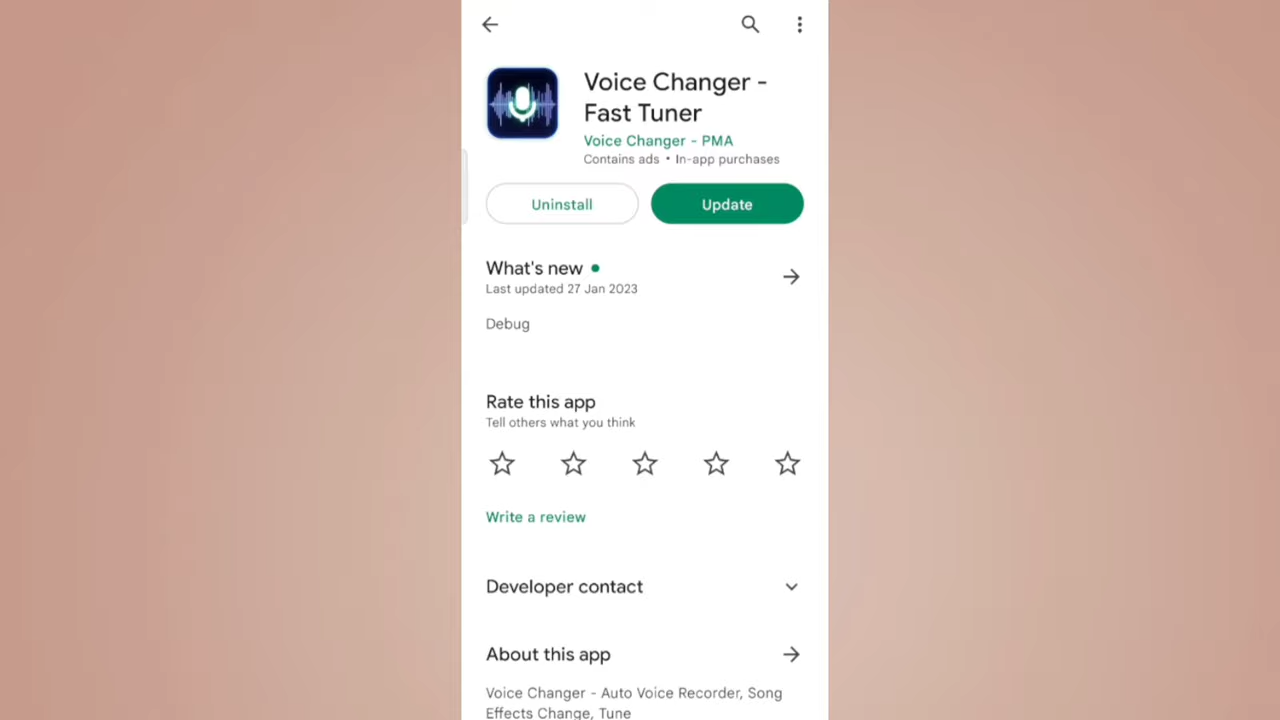 Voice Changer -
Fast Tuner
Voice Changer - PMA
Contains ads • In-app purchases
Uninstall
Update
What's new
Last updated 27 Jan 2023
Debug
Rate this app
Tell others what you think
Write a review
Developer contact
About this app
Voice Changer - Auto Voice Recorder, Song
Effects Change, Tune